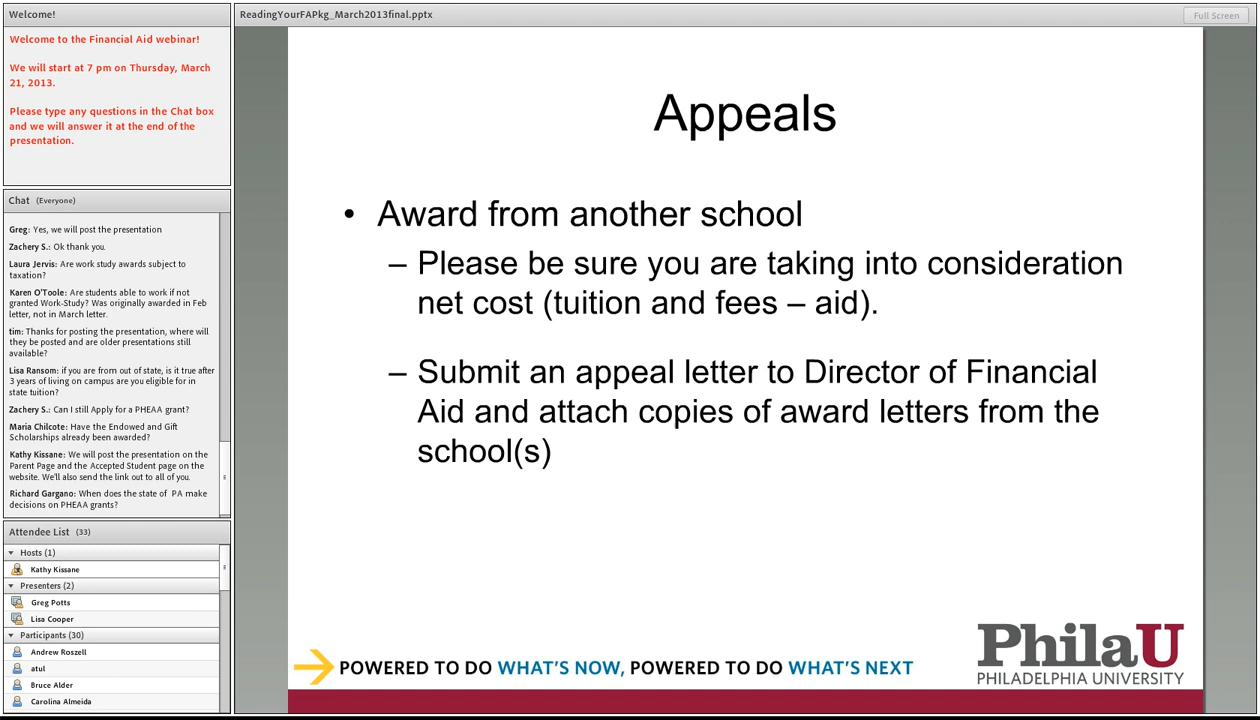 Welcome!
Welcome to the Financial Aid webinar!
We will start at 7 pm on Thursday, March
21, 2013.
Please type any questions in the Chat box
and we will answer it at the end of the
presentation.
Chat (Everyone)
Greg: Yes, we will post the presentation
Zachery S.: Ok thank you.
Laura Jervis: Are work study awards subject to
taxation?
Karen O'Toole: Are students able to work if not
granted Work-Study? Was originally awarded in Feb
letter, not in March letter.
tim: Thanks for posting the presentation, where will
they be posted and are older presentations still
available?
Lisa Ransom: if you are from out of state, is it true after
3 years of living on campus are you eligible for in
state tuition?
Zachery S.: Can I still Apply for a PHEAA grant?
Maria Chilcote: Have the Endowed and Gift
Scholarships already been awarded?
Kathy Kissane: We will post the presentation on the
Parent Page and the Accepted Student page on the
website. We'll also send the link out to all of you.
Richard Gargano: When does the state of PA make
decisions on PHEAA grants?
Attendee List (33)
Hosts (1)
Kathy Kissane
Presenters (2)
Greg Potts
Lisa Cooper
Participants (30)
Andrew Roszell
atul
Bruce Alder
Carolina Almeida
ReadingYourFAPkg_March2013final.pptx
Full Screen
Appeals
• Award from another school
– Please be sure you are taking into consideration
net cost (tuition and fees – aid).
– Submit an appeal letter to Director of Financial
Aid and attach copies of award letters from the
school(s)
POWERED TO DO WHAT'S NOW, POWERED TO DO WHAT'S NEXT
PhilaU
PHILADELPHIA UNIVERSITY